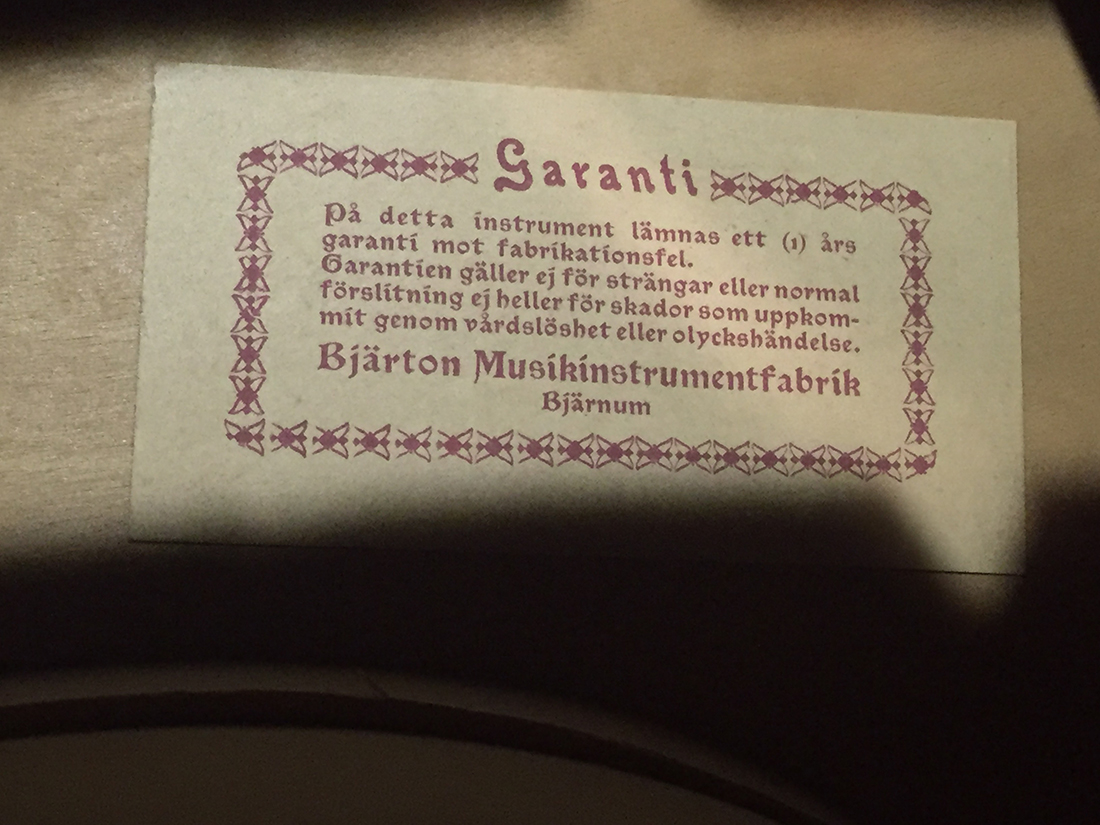 Garanti
På detta instrument lämnas ett (1) års
garanti mot fabrikationsfel.
Garantien gäller ej för strängar eller normal
förslitning ej heller för skador som uppkom-
mit genom vårdslöshet eller olyckshändelse.
Bjärton Musikinstrumentfabrik
Bjärnum